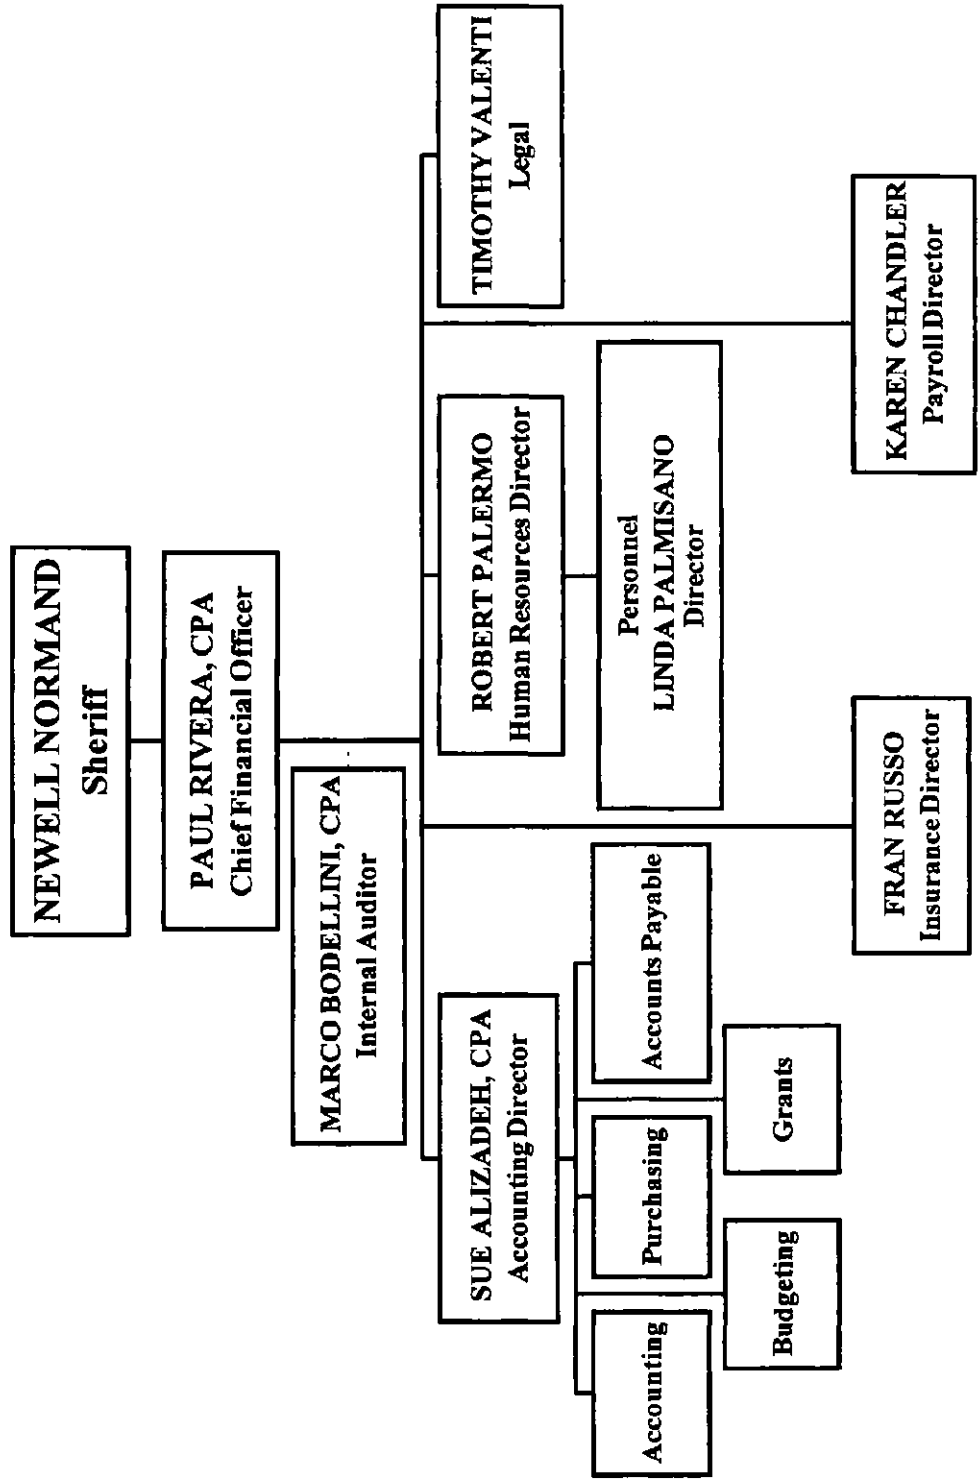 NEWELL NORMAND
Sheriff
PAUL RIVERA, CPA
Chief Financial Officer
MARCO BODELLINI, CPA
Internal Auditor
SUE ALIZADEH, CPA
Accounting Director
ROBERT PALERMO
Human Resources Director
TIMOTHY VALENTI
Legal
Accounting
Purchasing
Accounts Payable
Personnel
LINDA PALMISANO
Director
Budgeting
Grants
FRAN RUSSO
Insurance Director
KAREN CHANDLER
Payroll Director